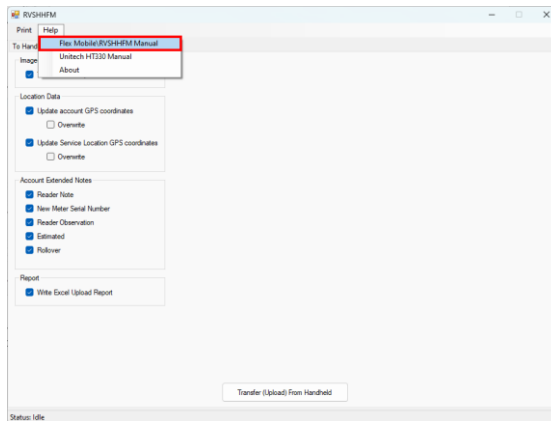 RVSHHFM
Print Help
To Hand
Flex Mobile\RVSHHFM Manual
Unitech HT330 Manual
About
Image
Location Data
Update account GPS coordinates
Overwrite
Update Service Location GPS coordinates
Overwrite
Account Extended Notes
Reader Note
New Meter Serial Number
Reader Observation
Estimated
Rollover
Report
Write Excel Upload Report
Transfer (Upload) From Handheld
Status: Idle